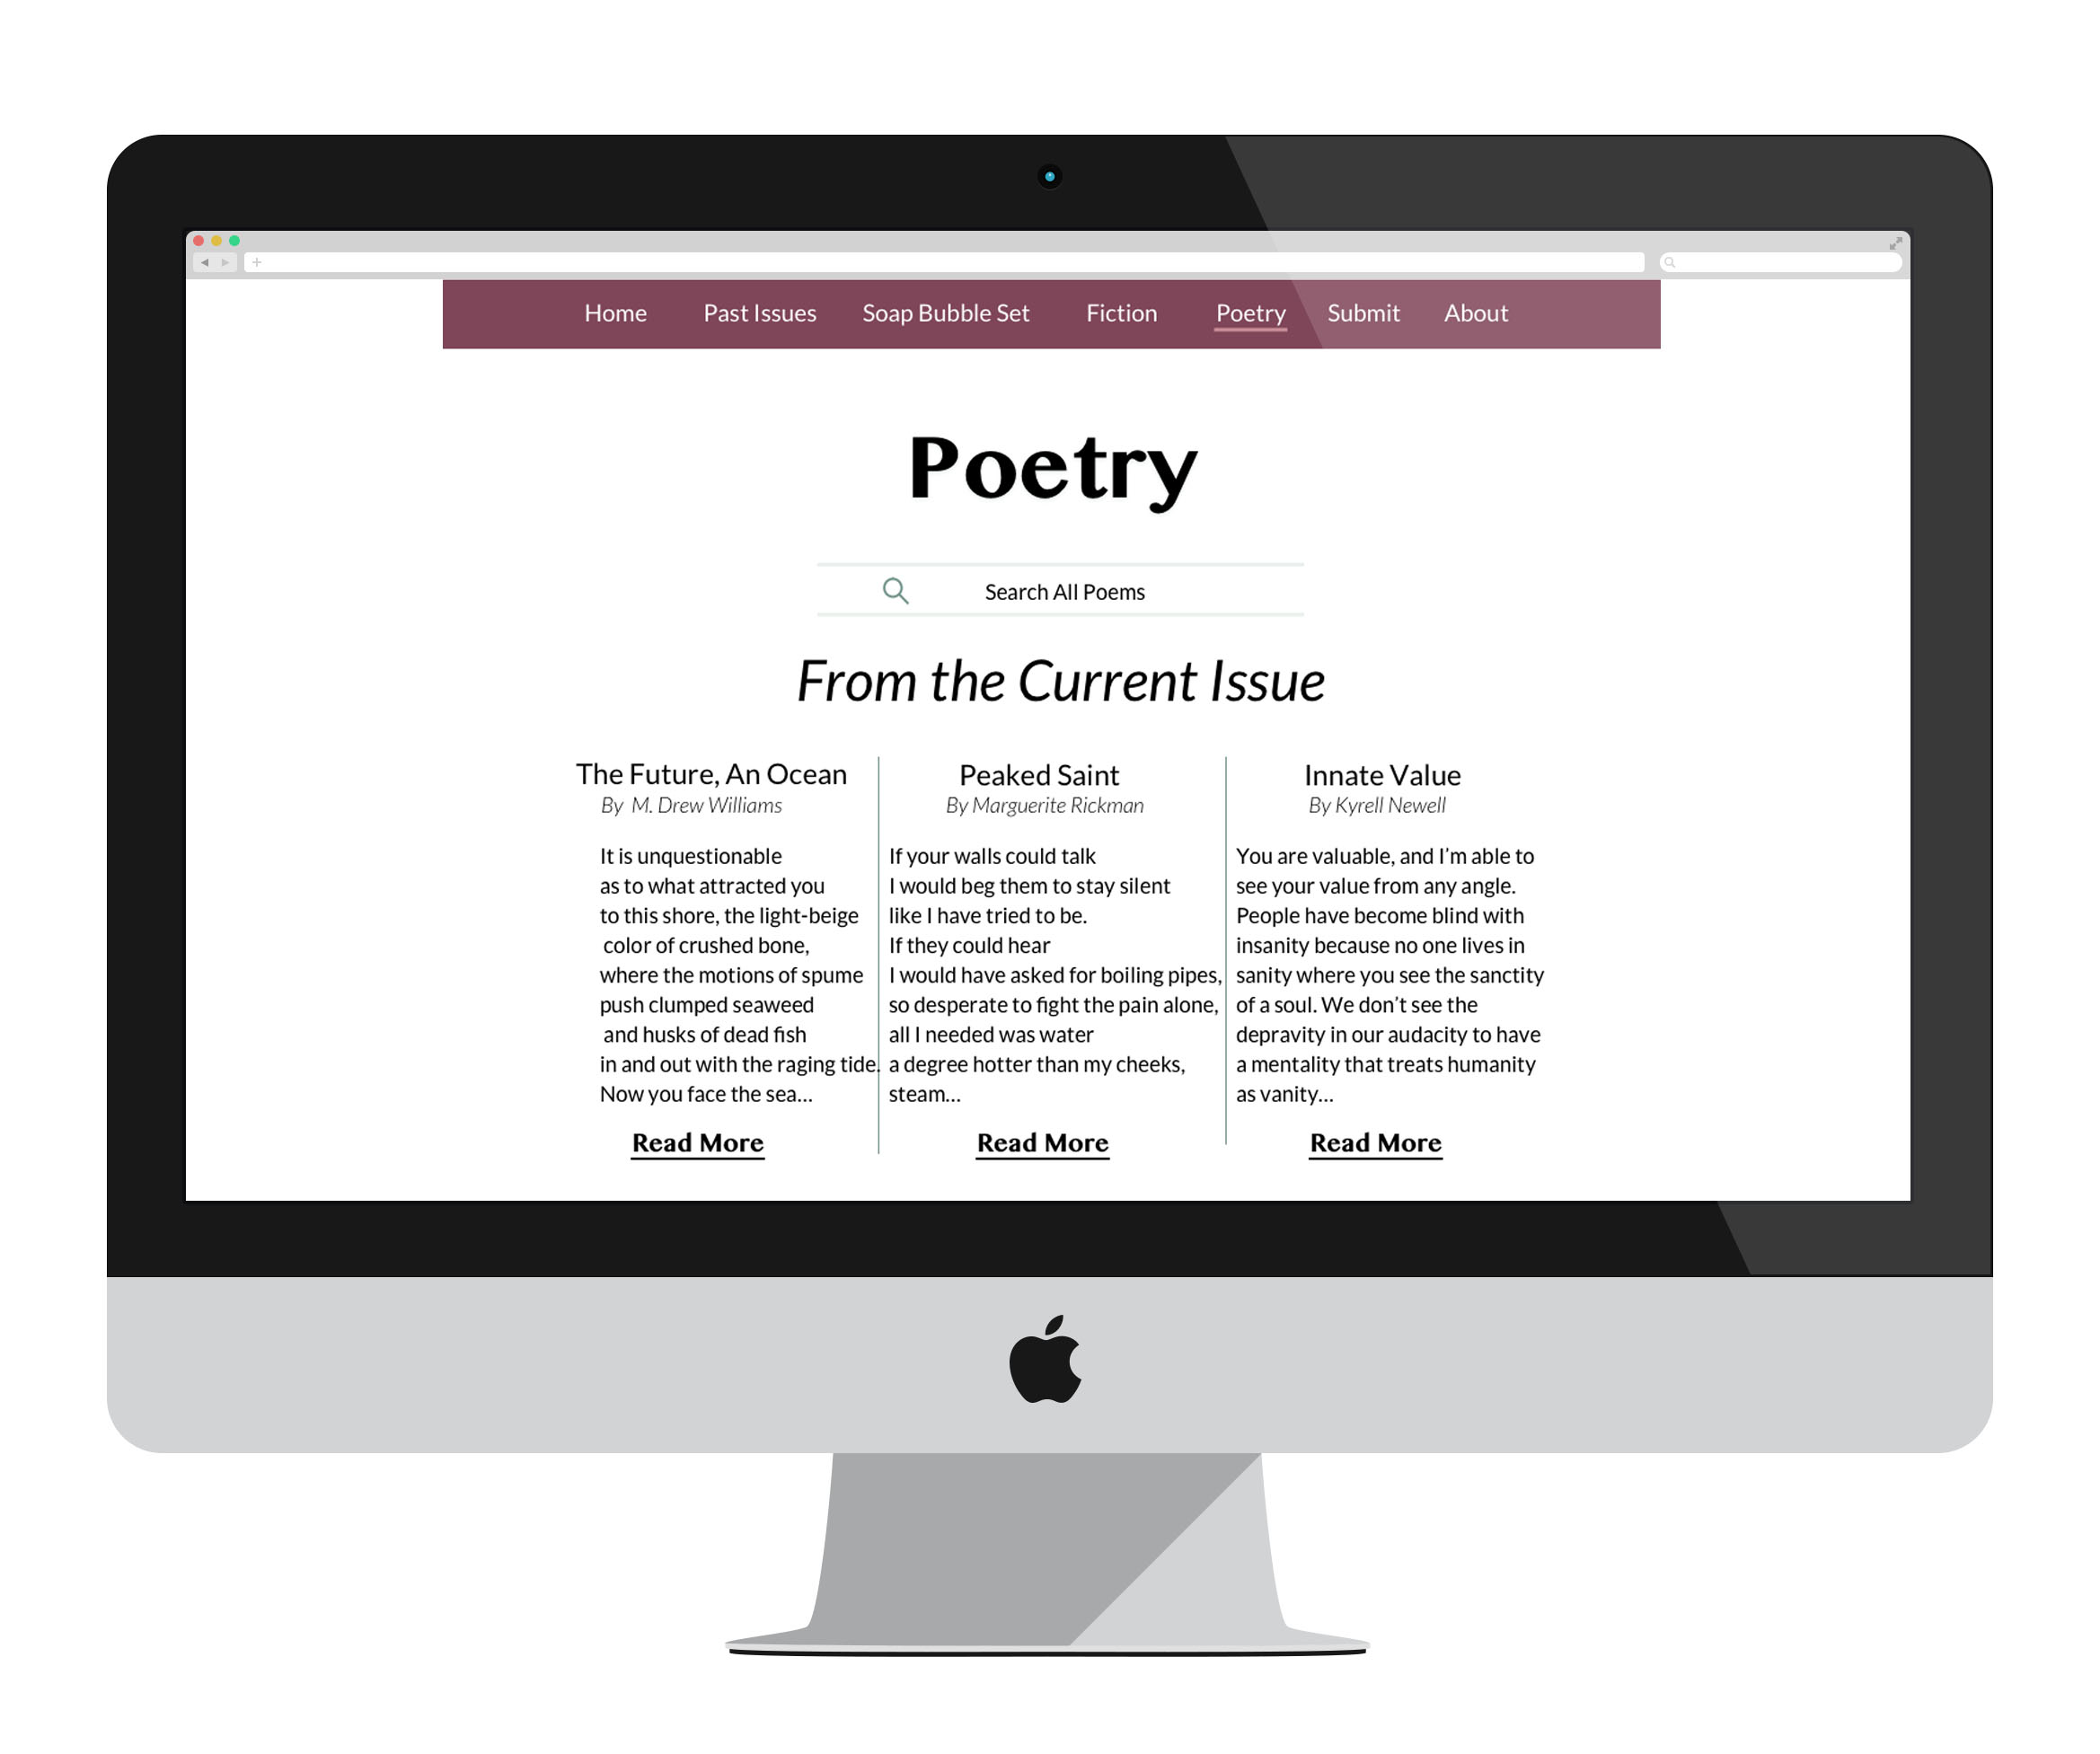 Home Past Issues Soap Bubble Set Fiction Poetry Submit About
Poetry
Search All Poems
From the Current Issue
The Future, An Ocean
By M. Drew Williams
It is unquestionable
as to what attracted you
to this shore, the light-beige
color of crushed bone,
where the motions of spume
push clumped seaweed
and husks of dead fish
in and out with the raging tide.
Now you face the sea...
Read More
Peaked Saint
By Marguerite Rickman
If your walls could talk
I would beg them to stay silent
like I have tried to be.
If they could hear
I would have asked for boiling pipes,
so desperate to fight the pain alone,
all I needed was water
a degree hotter than my cheeks,
steam...
Read More
Innate Value
By Kyrell Newell
You are valuable, and I'm able to
see your value from any angle.
People have become blind with
insanity because no one lives in
sanity where you see the sanctity
of a soul. We don't see the
depravity in our audacity to have
a mentality that treats humanity
as vanity...
Read More